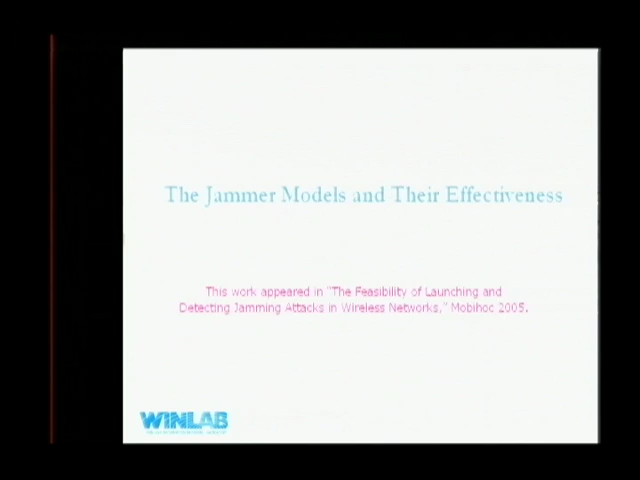 The Jammer Models and Their Effectiveness
This work appeared in "The Feasibility of Launching and
Detecting Jamming Attacks in Wireless Networks," Mobihoc 2005.
WINLAB